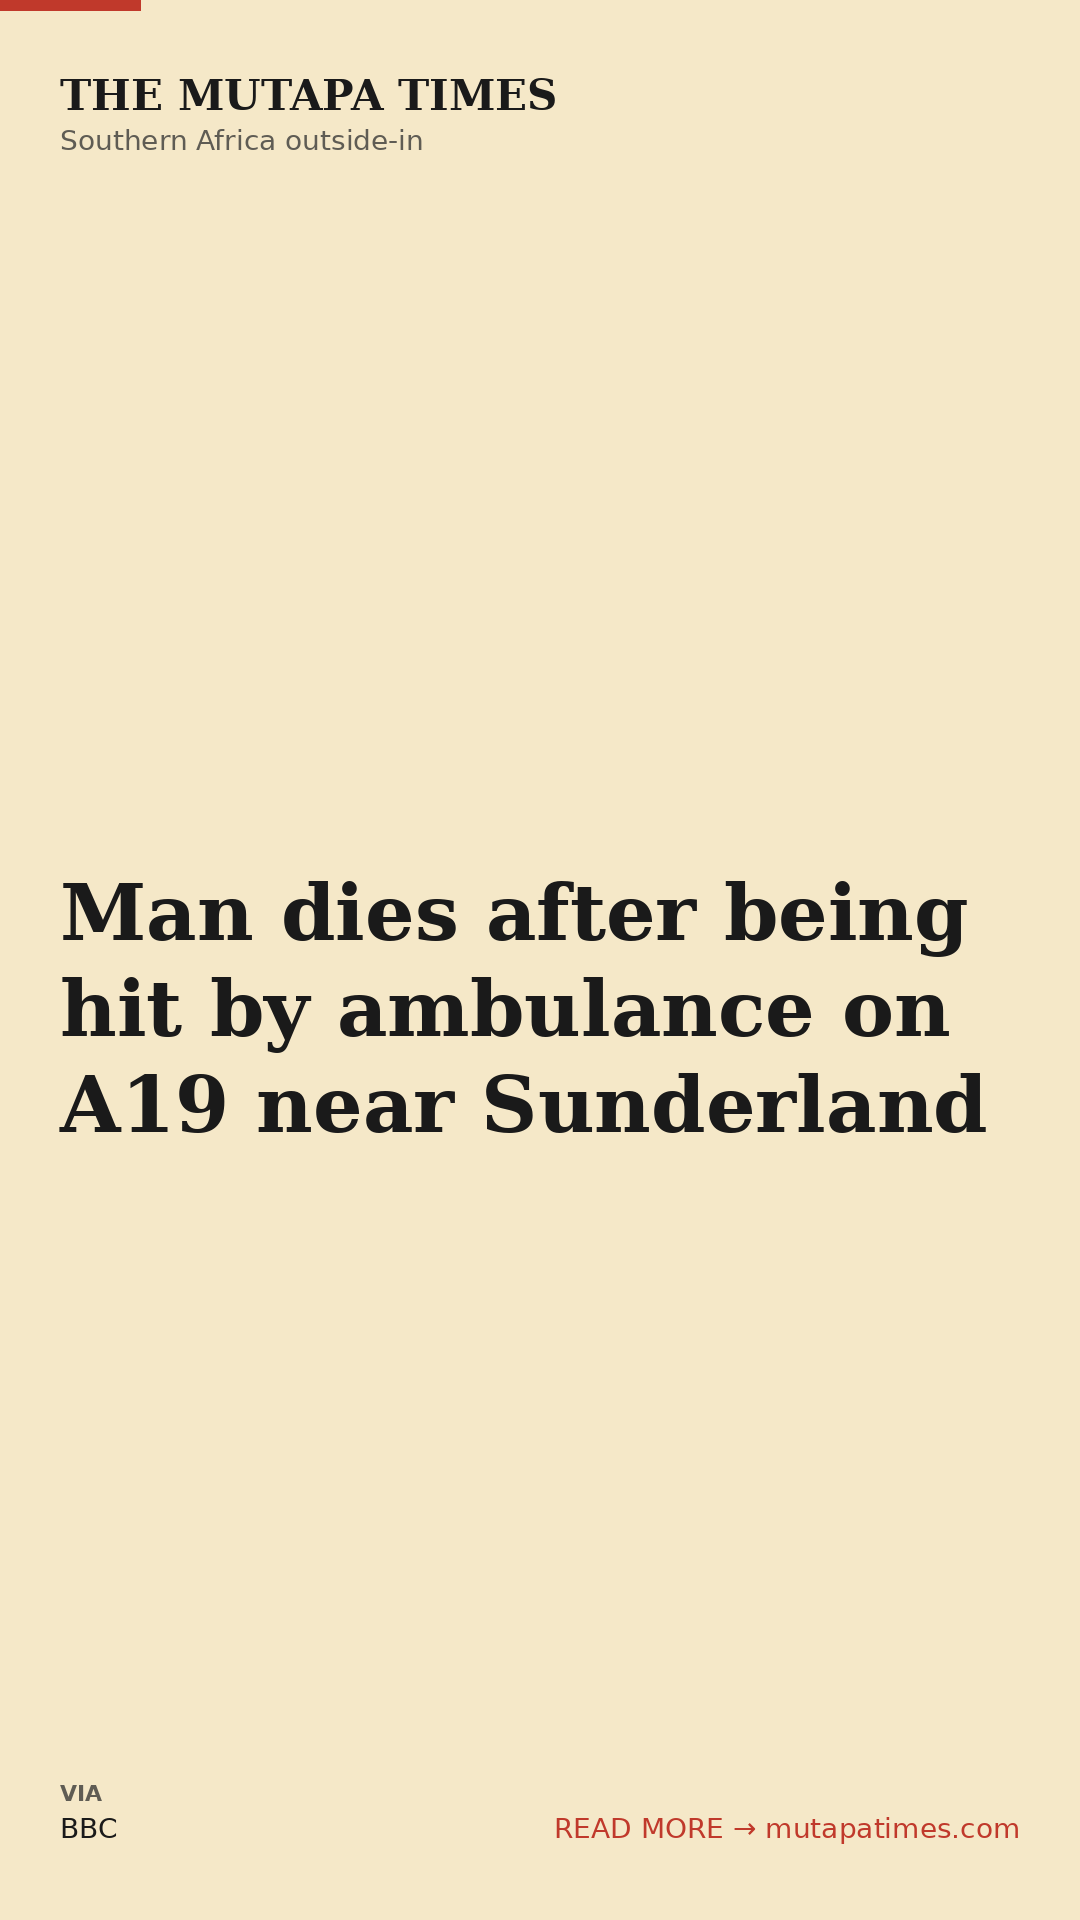 THE MUTAPA TIMES
Southern Africa outside-in
Man dies after being
hit by ambulance on
A19 near Sunderland
VIA
BBC
READ MORE → mutapatimes.com